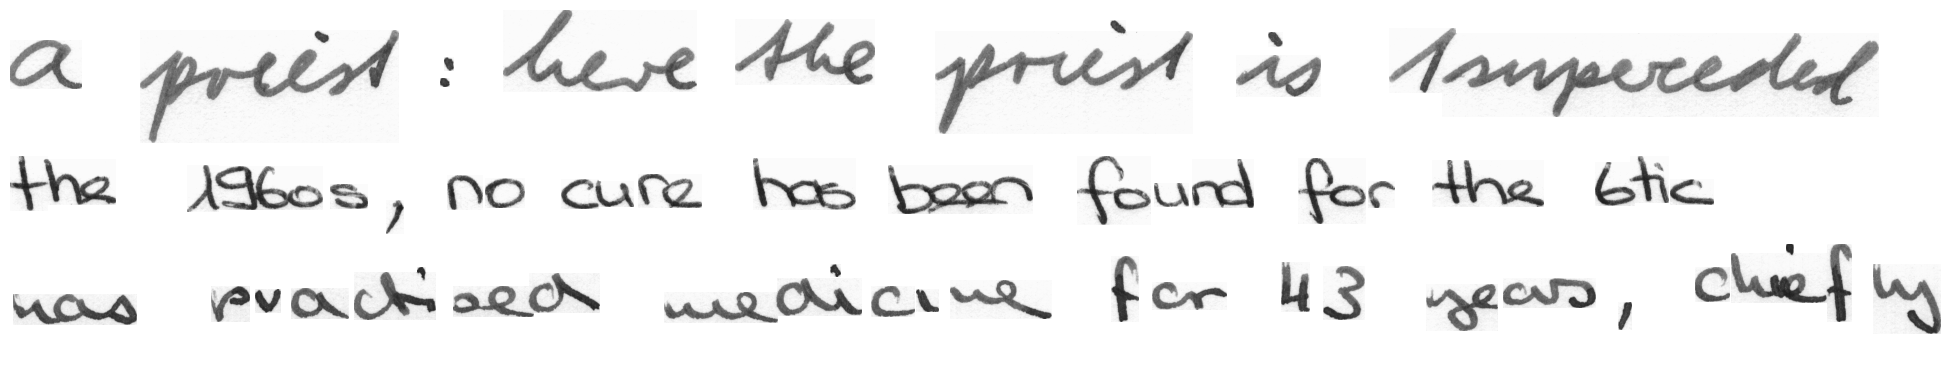 a priest : here the priest is 1superceded
the 1960s, no cure has been found for the 6tic
has practised medicine for 43 years, chiefly